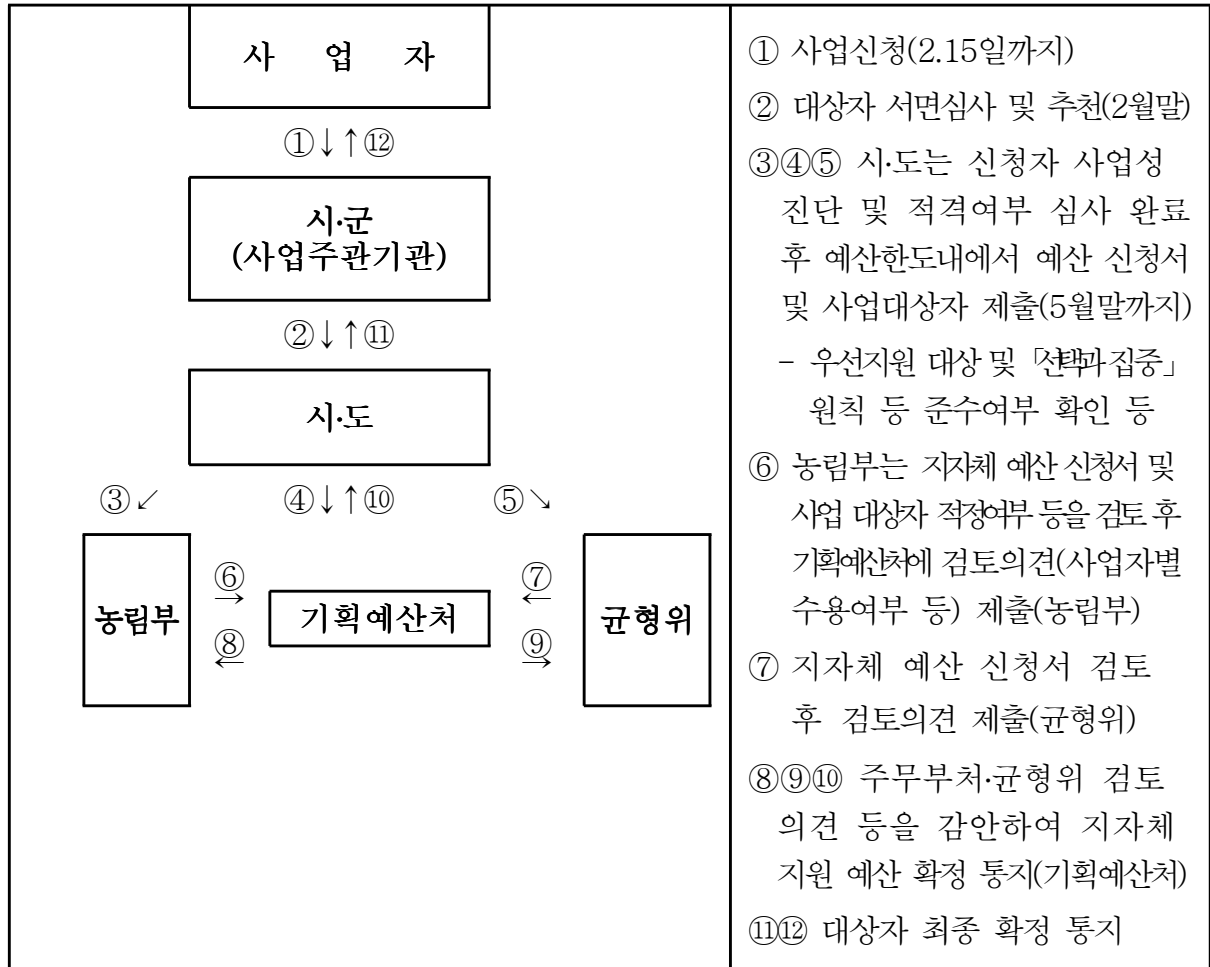 사 업 자
①↓↑⑫
시·군
(사업주관기관)
②↓↑⑪
시·도
③↙ ④↓↑⑩ ⑤↘
농림부
⑥
→
⑧
←
기획예산처
⑦
←
⑨
→
균형위
① 사업신청(2.15일까지)
② 대상자 서면심사 및 추천(2월말)
③④⑤ 시·도는 신청자 사업성
진단 및 적격여부 심사 완료
후 예산한도내에서 예산 신청서
및 사업대상자 제출(5월말까지)
- 우선지원 대상 및 「선택과 집중」
원칙 등 준수여부 확인 등
⑥ 농림부는 지자체 예산 신청서 및
사업 대상자 적정여부 등을 검토 후
기획예산처에 검토의견(사업자별
수용여부 등) 제출(농림부)
⑦ 지자체 예산 신청서 검토
후 검토의견 제출(균형위)
⑧⑨⑩ 주무부처·균형위 검토
의견 등을 감안하여 지자체
지원 예산 확정 통지(기획예산처)
⑪⑫ 대상자 최종 확정 통지